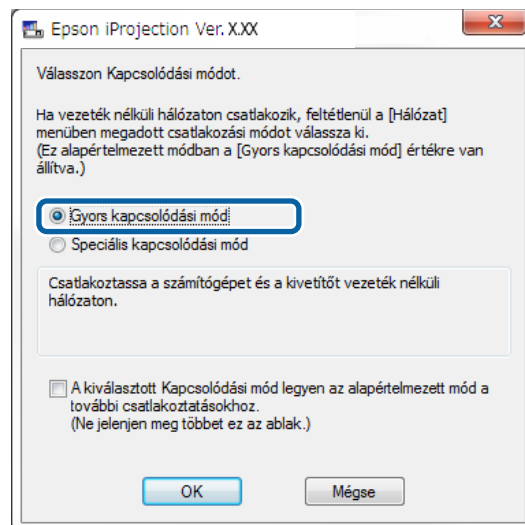 Epson iProjection Ver. X.XX
Válasszon Kapcsolódási módot.
Ha vezeték nélküli hálózaton csatlakozik, feltétlenül a [Hálózat]
menüben megadott csatlakozási módot válassza ki.
(Ez alapértelmezett módban a [Gyors kapcsolódási mód] értékre van
állítva.)
Gyors kapcsolódási mód
Speciális kapcsolódási mód
Csatlakoztassa a számítógépet és a kivetítőt vezeték nélküli
hálózaton.
A kiválasztott Kapcsolódási mód legyen az alapértelmezett mód a
további csatlakoztatásokhoz.
(Ne jelenjen meg többet ez az ablak.)
OK
Mégse